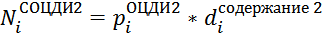 N_i^{СОЦДИ2} = p_i^{ОЦДИ2} * d_i^{содержание 2}